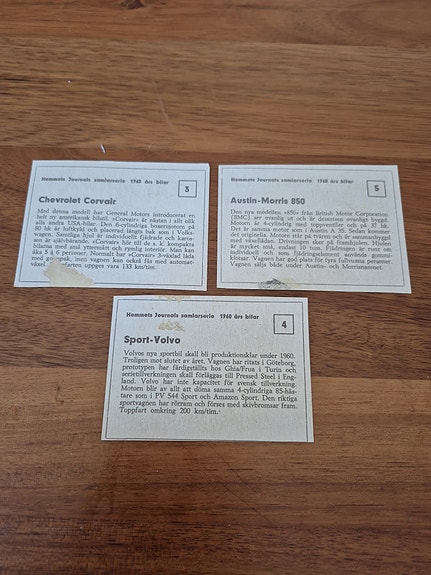 Hemmets Journals samlarserie 1960 års bilar
3
Chevrolet Corvair
Med denna modell har General Motors introducerat en
helt ny amerikansk bilstil. «Corvair» är nästan i allt olik
alla andra USA-bilar. Den 6-cylindriga boxermotorn på
80 hk är luftkyld och placerad längst bak som i Volks-
wagen. Samtliga hjul är individuellt fjädrade och karos-
sen är självbärande. «Corvair» hör till de s. k. kompakta
bilarna med små yttermått och rymlig interiör. Man kan
åka 5 à 6 personer. Normalt har «Corvair» 3-växlad låda
med golvspak, men vagnen kan också fås med automat-
växel. farten uppges vara 133 km/tim.
Hemmets Journals samlarserie 1960 års bilar
5
Austin-Morris 850
Den nya modellen «850» från British Motor Corporation
(BMC) ser ovanlig ut och är dessutom ovanligt byggd.
Motorn är 4-cylindrig med toppventiler och på 37 hk.
Det är samma motor som i Austin A 35. Sedan kommer
det originella. Motorn står på tvären och är sammanbyggd
med växellådan. Drivningen sker på framhjulen. Hjulen
är mycket små, endast 10 tum. Fjädringen är runt om
individuell och som fjädringselement används gummi-
klotsar. Vagnen har god plats för fyra fullvuxna personer.
Vagnen säljs både under Austin- och Morrisnamnet.
Hemmets Journals samlarserie 1960 års bilar
4
Sport-Volvo
Volvos nya sportbil skall bli produktionsklar under 1960.
Troligen mot slutet av året. Vagnen har ritats i Göteborg,
prototypen har färdigställts hos Ghia/Frua i Turin och
serietillverkningen skall förläggas till Pressed Steel i Eng-
land. Volvo har inte kapacitet för svensk tillverkning.
Motorn blir av allt att döma samma 4-cylindriga 85-häs-
tare som i PV 544 Sport och Amazon Sport. Den riktiga
sportvagnen har rörram och förses med skivbromsar fram.
Toppfart omkring 200 km/tim.